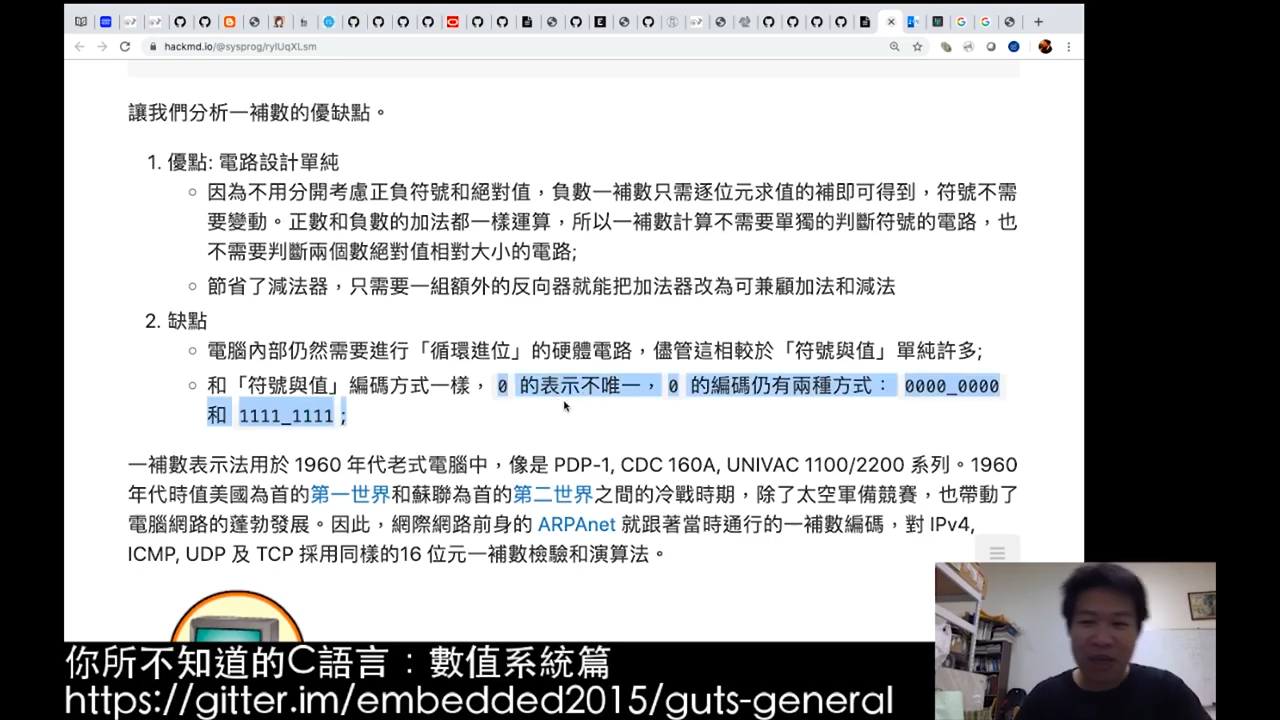 hackmd.io/@sysprog/rylUqXLsm
讓我們分析一補數的優缺點。
1. 優點: 電路設計單純
因為不用分開考慮正負符號和絕對值，負數一補數只需逐位元求值的補即可得到，符號不需
要變動。正數和負數的加法都一樣運算，所以一補數計算不需要單獨的判斷符號的電路，也
不需要判斷兩個數絕對值相對大小的電路;
節省了減法器，只需要一組額外的反向器就能把加法器改為可兼顧加法和減法
2. 缺點
電腦內部仍然需要進行「循環進位」的硬體電路，儘管這相較於「符號與值」單純許多;
和「符號與值」編碼方式一樣， 0 的表示不唯一， 0 的編碼仍有兩種方式： 0000_0000
和 1111_1111 ;
一補數表示法用於 1960 年代老式電腦中，像是 PDP-1, CDC 160A, UNIVAC 1100/2200 系列。1960
年代時值美國為首的第一世界和蘇聯為首的第二世界之間的冷戰時期，除了太空軍備競賽，也帶動了
電腦網路的蓬勃發展。因此，網際網路前身的 ARPAnet 就跟著當時通行的一補數編碼，對 IPv4,
ICMP, UDP 及 TCP 採用同樣的16 位元一補數檢驗和演算法。
你所不知道的C語言：數值系統篇
https://gitter.im/embedded2015/guts-general